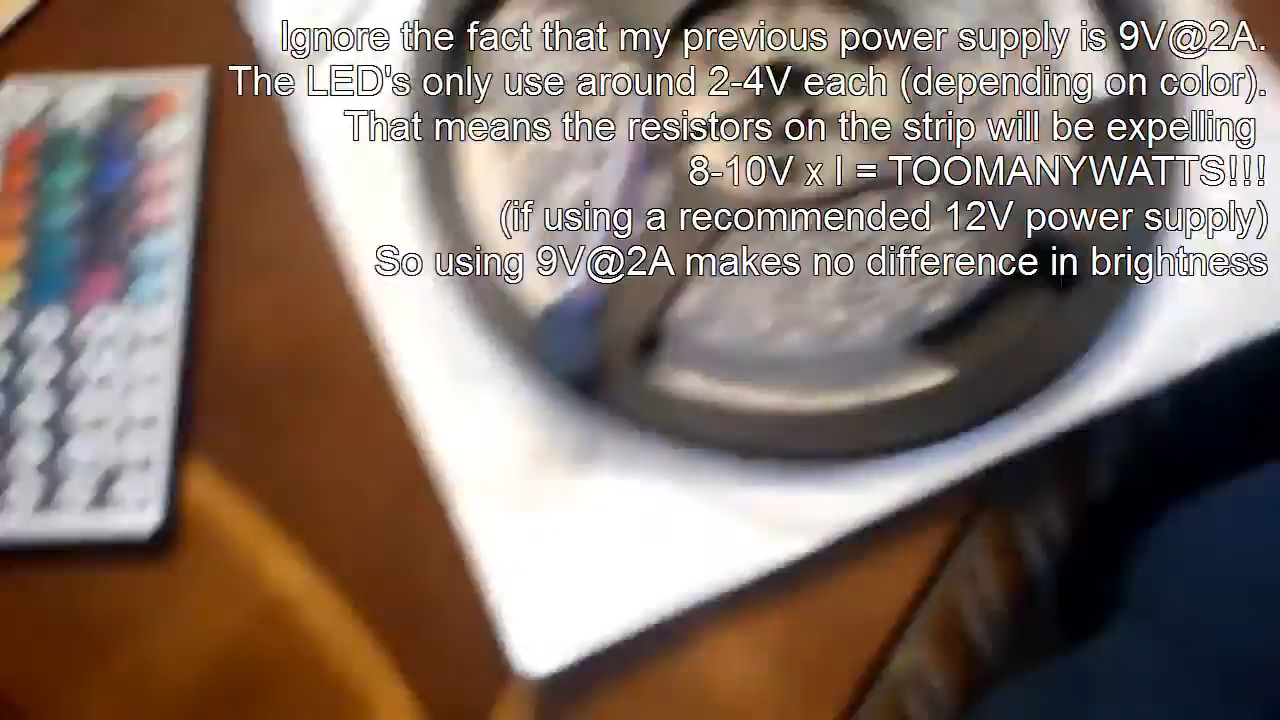 Ignore the fact that my previous power supply is 9V@2A.
The LED's only use around 2-4V each (depending on color).
That means the resistors on the strip will be expelling
8-10V x I = TOOMANYWATTS!!!
(if using a recommended 12V power supply)
So using 9V@2A makes no difference in brightness